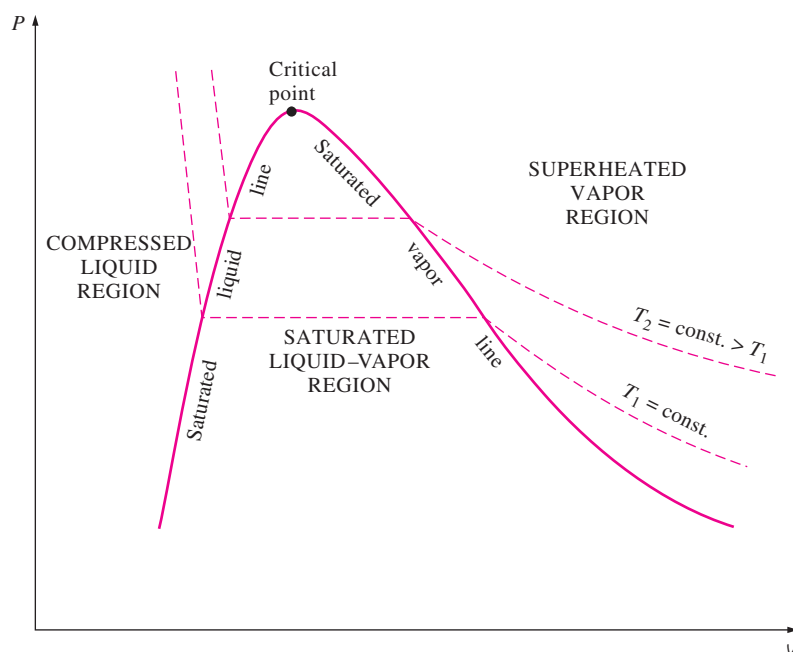 P
Critical
point
Saturated
liquid
line
Saturated
vapor
line
SUPERHEATED
VAPOR
REGION
COMPRESSED
LIQUID
REGION
SATURATED
LIQUID–VAPOR
REGION
T₂ = const. > T₁
T₁ = const.
v